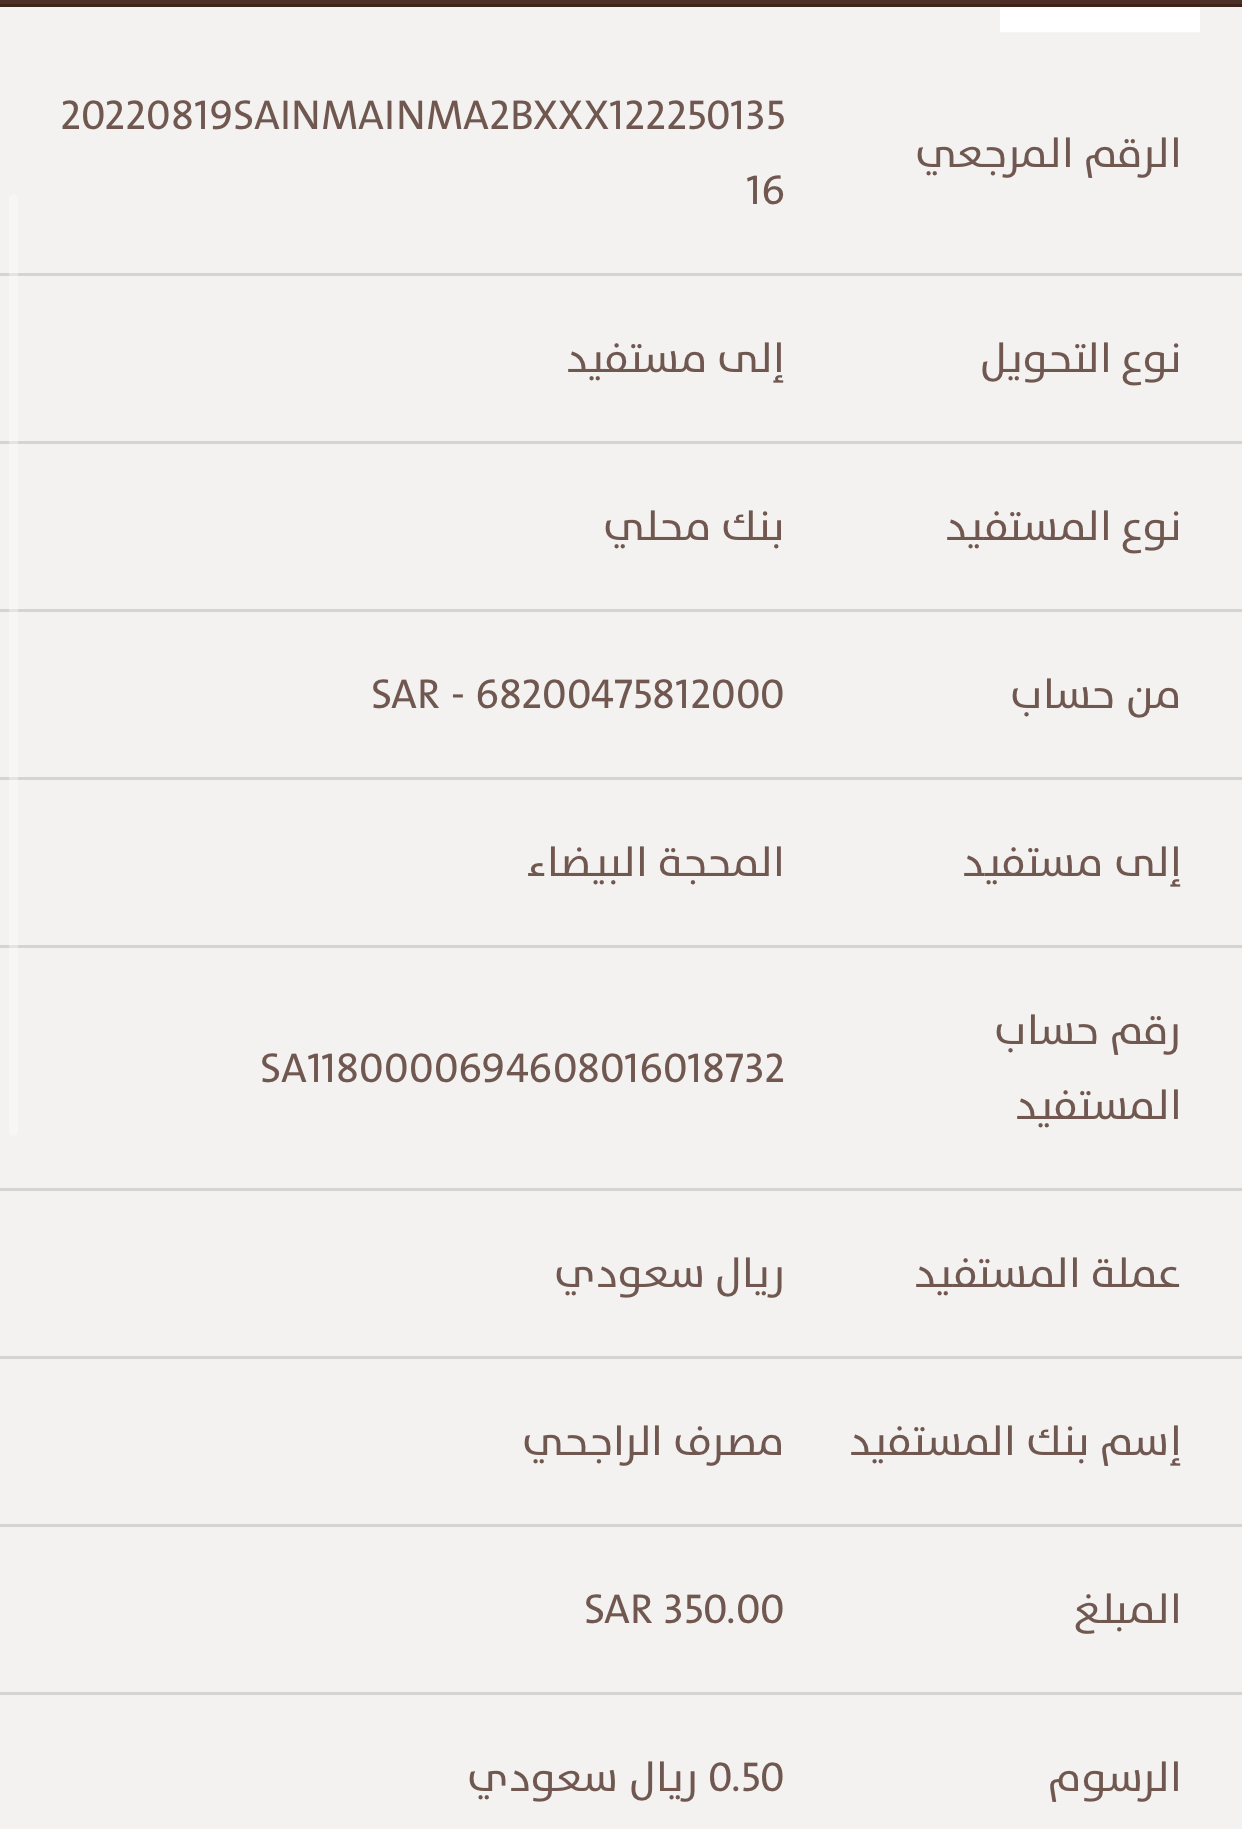 الرقم المرجعي
20220819SAINMAINMA2BXXX122250135
16
نوع التحويل
إلى مستفيد
نوع المستفيد
بنك محلي
من حساب
SAR - 68200475812000
إلى مستفيد
المحجة البيضاء
رقم حساب
المستفيد
SA1180000694608016018732
عملة المستفيد
ريال سعودي
إسم بنك المستفيد
مصرف الراجحي
المبلغ
SAR 350.00
الرسوم
0.50 ريال سعودي